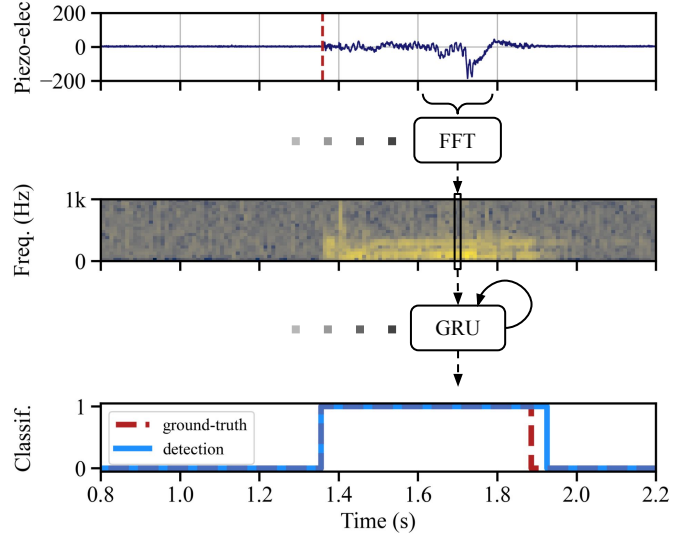 Piezo-elec
200
0
−200
FFT
Freq. (Hz)
1k
0
GRU
Classif.
1
0
ground-truth
detection
0.8 1.0 1.2 1.4 1.6 1.8 2.0 2.2
Time (s)